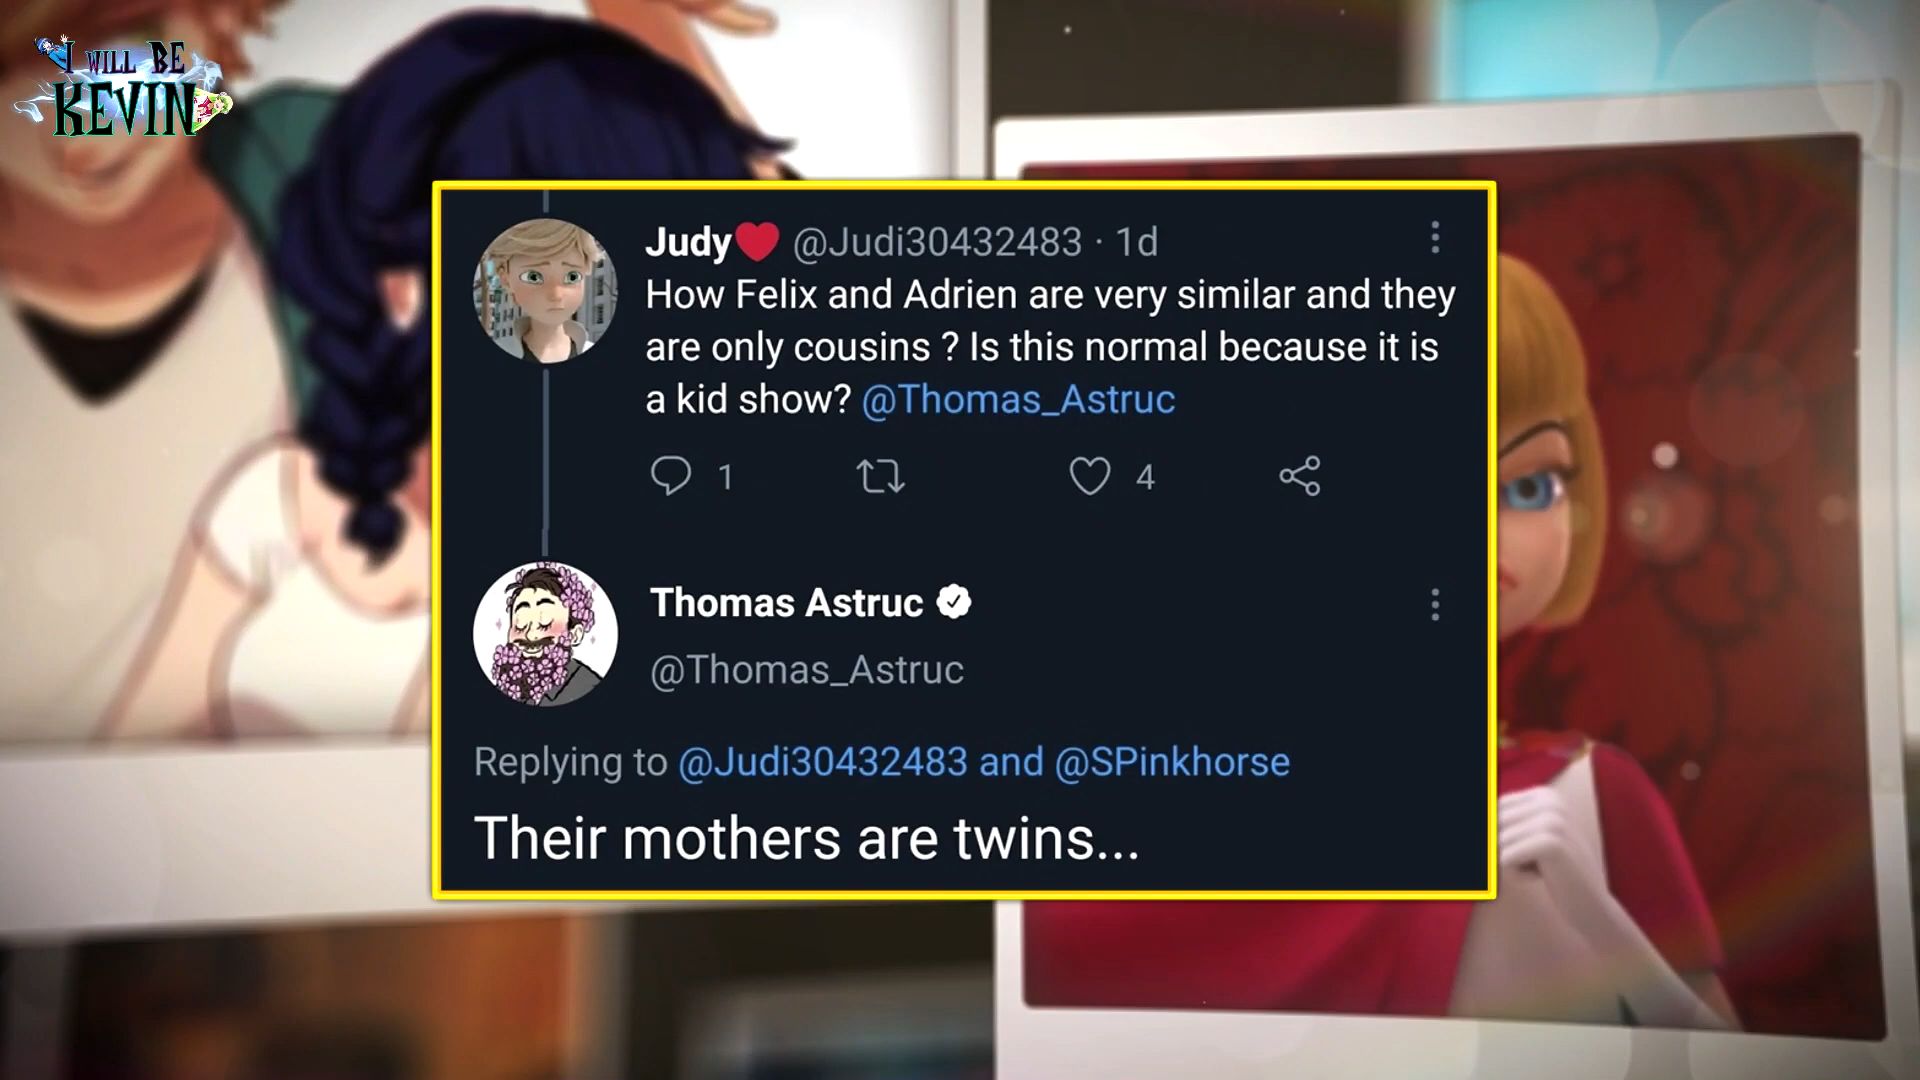 I WILL BE
KEVIN
Judy❤️ @Judi30432483 · 1d
How Felix and Adrien are very similar and they
are only cousins ? Is this normal because it is
a kid show? @Thomas_Astruc
1 4
Thomas Astruc
@Thomas_Astruc
Replying to @Judi30432483 and @SPinkhorse
Their mothers are twins...